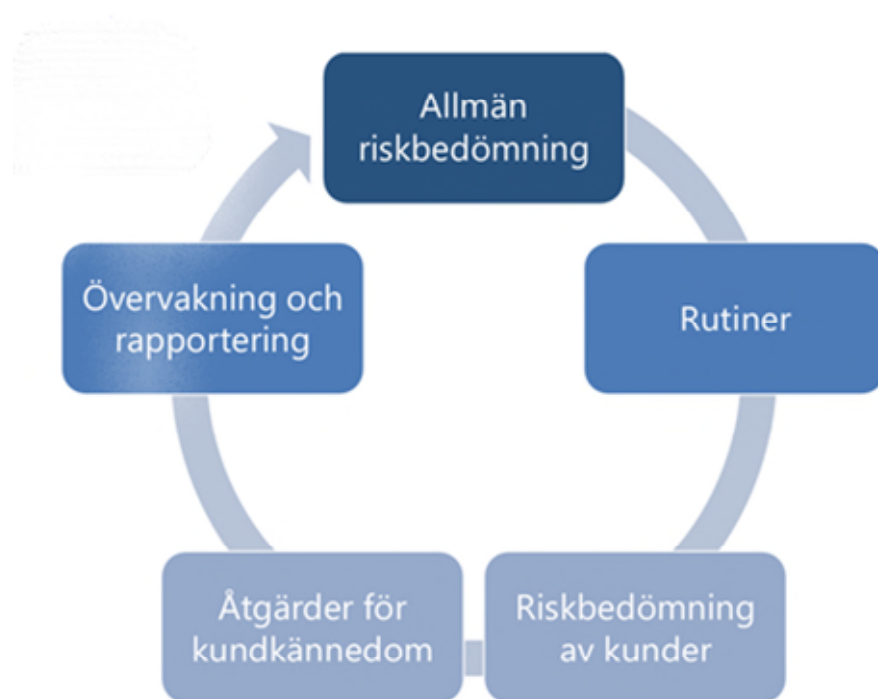 Allmän
riskbedömning
Rutiner
Riskbedömning
av kunder
Åtgärder för
kundkännedom
Övervakning och
rapportering